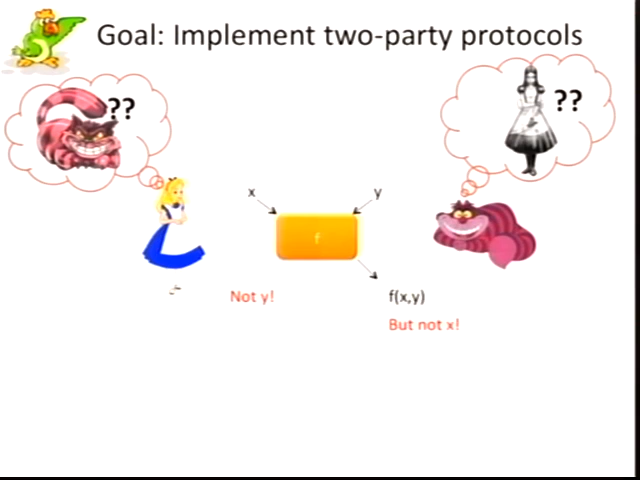 Goal: Implement two-party protocols
??
??
x
y
f
Not y!
f(x,y)
But not x!